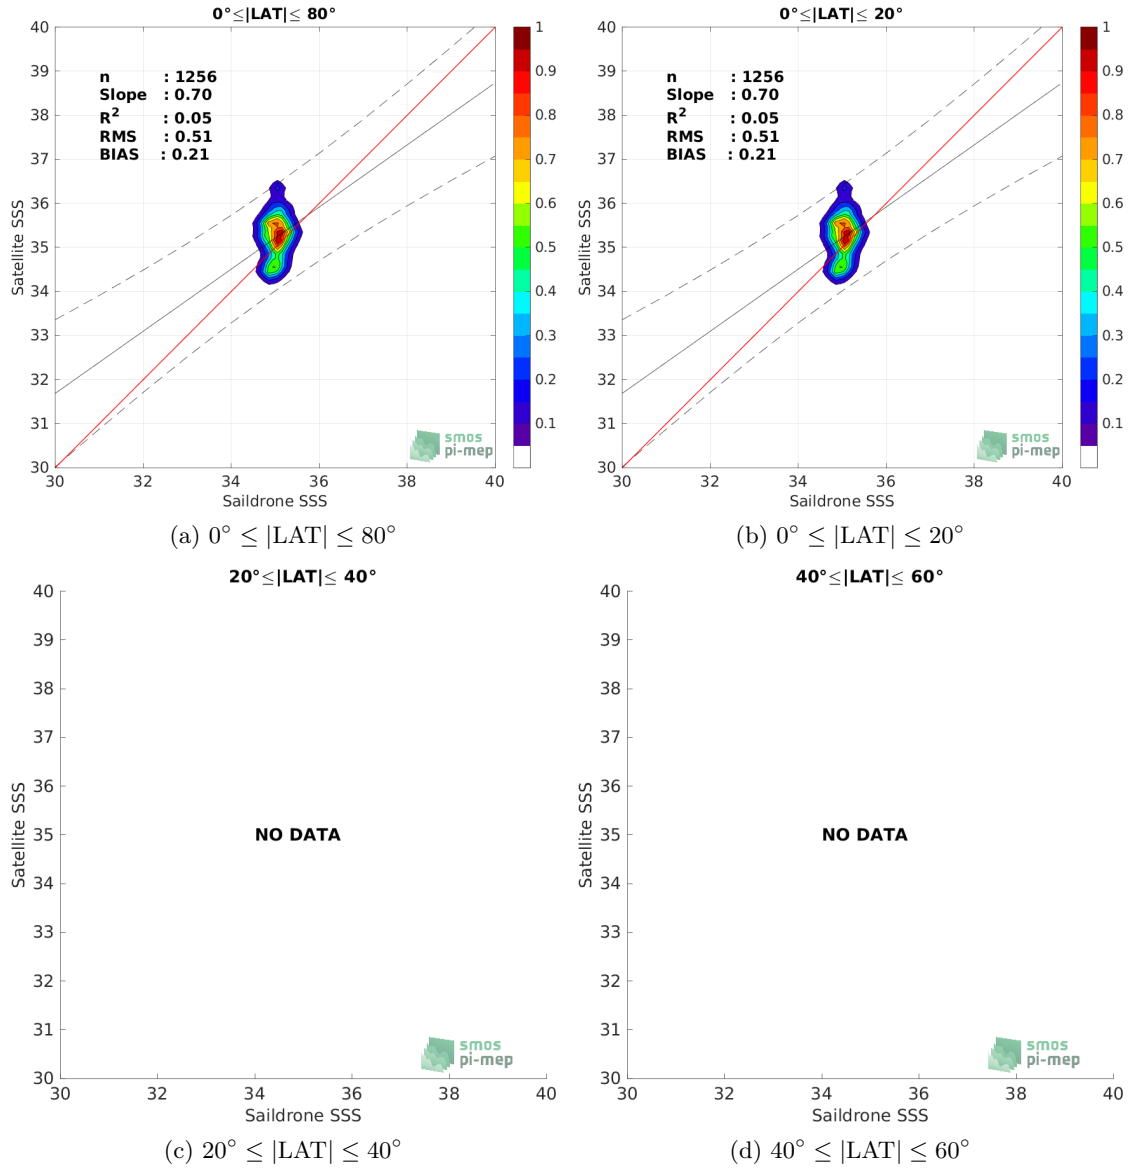 0°≤|LAT|≤ 80°
40
39
38
37
36
35
34
33
32
31
30
Satellite SSS
n : 1256
Slope : 0.70
R² : 0.05
RMS : 0.51
BIAS : 0.21
smos
pi-mep
30 32 34 36 38 40
Saildrone SSS
1
0.9
0.8
0.7
0.6
0.5
0.4
0.3
0.2
0.1
(a) 0° ≤ |LAT| ≤ 80°
0°≤|LAT|≤ 20°
40
39
38
37
36
35
34
33
32
31
30
Satellite SSS
n : 1256
Slope : 0.70
R² : 0.05
RMS : 0.51
BIAS : 0.21
smos
pi-mep
30 32 34 36 38 40
Saildrone SSS
1
0.9
0.8
0.7
0.6
0.5
0.4
0.3
0.2
0.1
(b) 0° ≤ |LAT| ≤ 20°
20°≤|LAT|≤ 40°
40
39
38
37
36
35
34
33
32
31
30
Satellite SSS
NO DATA
smos
pi-mep
30 32 34 36 38 40
Saildrone SSS
(c) 20° ≤ |LAT| ≤ 40°
40°≤|LAT|≤ 60°
40
39
38
37
36
35
34
33
32
31
30
Satellite SSS
NO DATA
smos
pi-mep
30 32 34 36 38 40
Saildrone SSS
(d) 40° ≤ |LAT| ≤ 60°